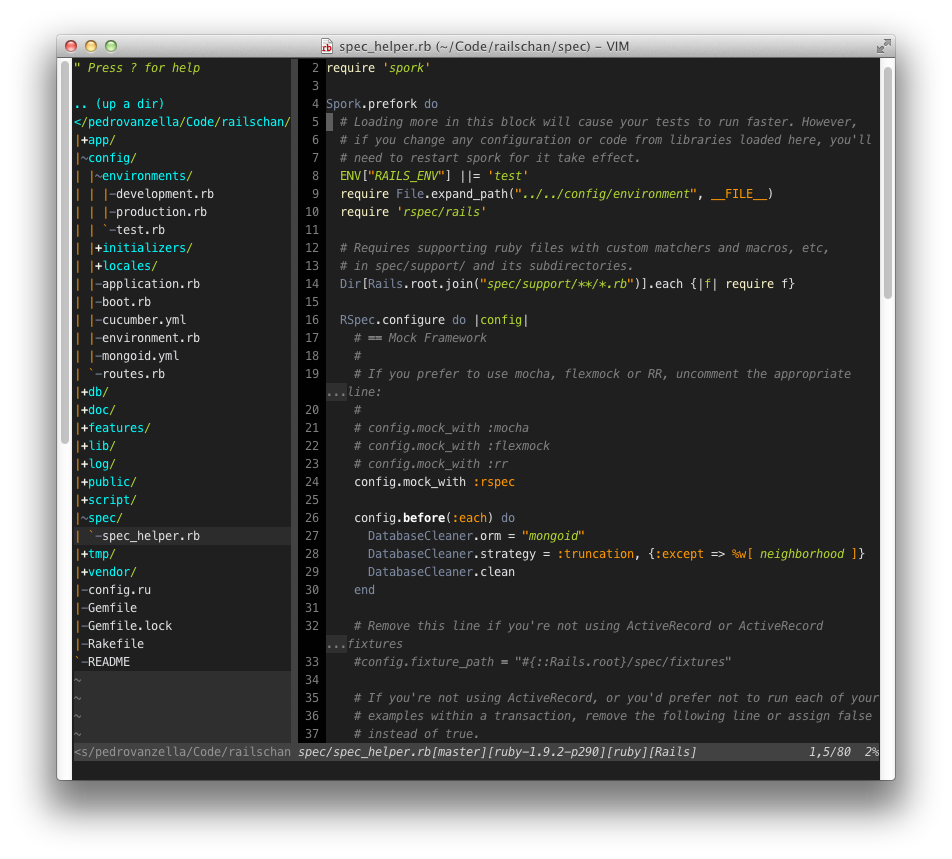 spec_helper.rb (~/Code/railschan/spec) – VIM
" Press ? for help
.. (up a dir)
</pedrovanzella/Code/railschan/
|+app/
|~config/
| |~environments/
| | |-development.rb
| | |-production.rb
| | `-test.rb
| |+initializers/
| |+locales/
| |-application.rb
| |-boot.rb
| |-cucumber.yml
| |-environment.rb
| |-mongoid.yml
| `-routes.rb
|+db/
|+doc/
|+features/
|+lib/
|+log/
|+public/
|+script/
|~spec/
| `-spec_helper.rb
|+tmp/
|+vendor/
|-config.ru
|-Gemfile
|-Gemfile.lock
|-Rakefile
`-README
~
~
~
~
<s/pedrovanzella/Code/railschan
2 require 'spork'
3
4 Spork.prefork do
5   # Loading more in this block will cause your tests to run faster. However,
6   # if you change any configuration or code from libraries loaded here, you'll
7   # need to restart spork for it take effect.
8   ENV["RAILS_ENV"] ||= 'test'
9   require File.expand_path("../../config/environment", __FILE__)
10   require 'rspec/rails'
11
12   # Requires supporting ruby files with custom matchers and macros, etc,
13   # in spec/support/ and its subdirectories.
14   Dir[Rails.root.join("spec/support/**/*.rb")].each {|f| require f}
15
16   RSpec.configure do |config|
17     # == Mock Framework
18     #
19     # If you prefer to use mocha, flexmock or RR, uncomment the appropriate
...line:
20     #
21     # config.mock_with :mocha
22     # config.mock_with :flexmock
23     # config.mock_with :rr
24     config.mock_with :rspec
25
26     config.before(:each) do
27       DatabaseCleaner.orm = "mongoid"
28       DatabaseCleaner.strategy = :truncation, {:except => %w[ neighborhood ]}
29       DatabaseCleaner.clean
30     end
31
32     # Remove this line if you're not using ActiveRecord or ActiveRecord
...fixtures
33     #config.fixture_path = "#{::Rails.root}/spec/fixtures"
34
35     # If you're not using ActiveRecord, or you'd prefer not to run each of your
36     # examples within a transaction, remove the following line or assign false
37     # instead of true.
spec/spec_helper.rb[master][ruby-1.9.2-p290][ruby][Rails] 1,5/80 2%